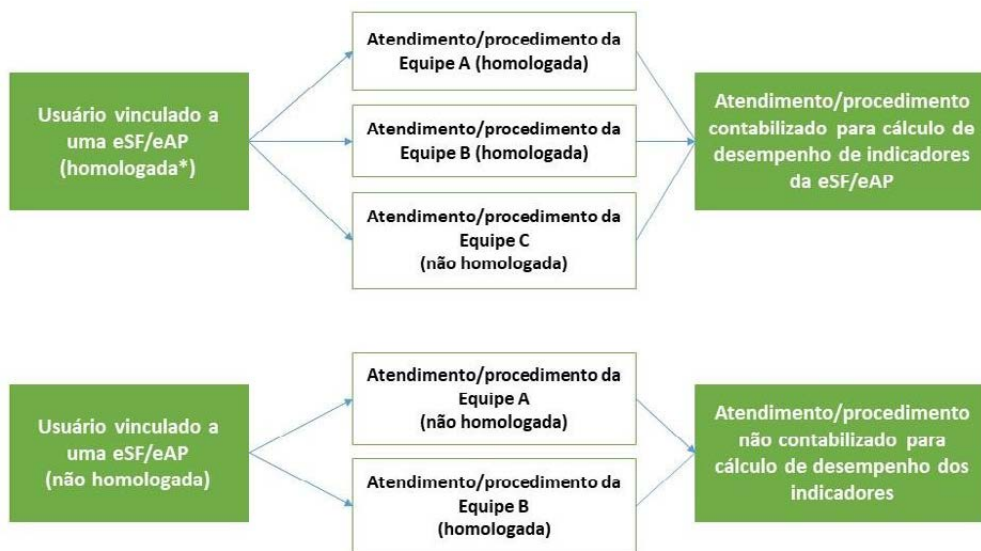 Usuário vinculado a
uma eSF/eAP
(homologada*)
Atendimento/procedimento da
Equipe A (homologada)
Atendimento/procedimento da
Equipe B (homologada)
Atendimento/procedimento da
Equipe C
(não homologada)
Atendimento/procedimento
contabilizado para cálculo de
desempenho de indicadores
da eSF/eAP
Usuário vinculado a
uma eSF/eAP
(não homologada)
Atendimento/procedimento da
Equipe A
(não homologada)
Atendimento/procedimento da
Equipe B
(homologada)
Atendimento/procedimento
não contabilizado para
cálculo de desempenho dos
indicadores